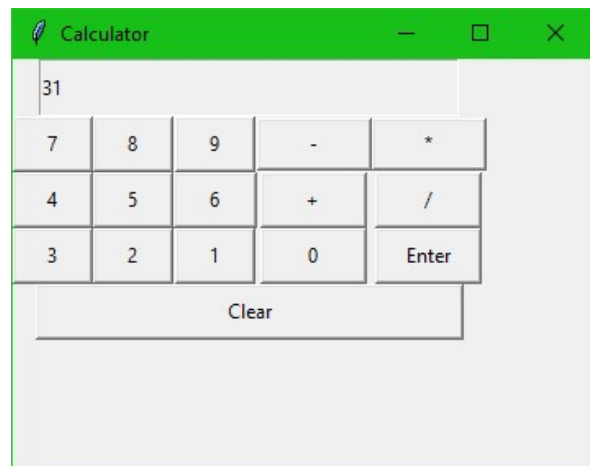 Calculator
31
7 8 9 - *
4 5 6 + /
3 2 1 0 Enter
Clear